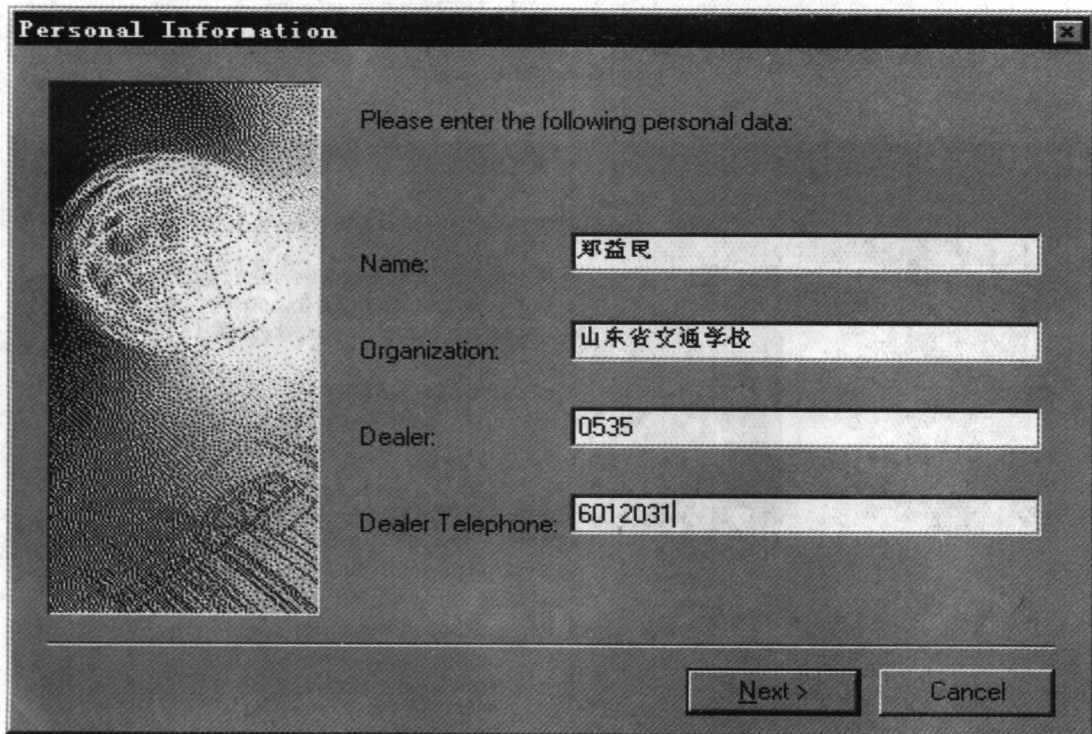 Personal Information
Please enter the following personal data:
Name: 郑益民
Organization: 山东省交通学校
Dealer: 0535
Dealer Telephone: 6012031
Next > Cancel